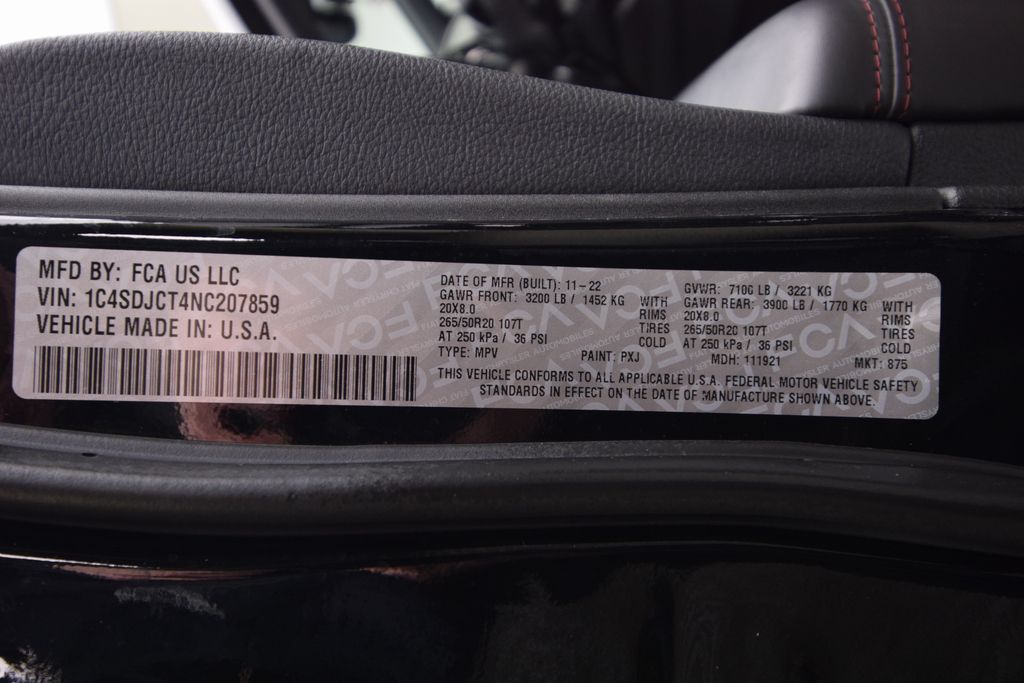 MFD BY: FCA US LLC
VIN: 1C4SDJCT4NC207859
VEHICLE MADE IN: U.S.A.
DATE OF MFR (BUILT): 11-22
GAWR FRONT: 3200 LB / 1452 KG WITH
20X8.0 RIMS
265/50R20 107T TIRES
AT 250 kPa / 36 PSI COLD
TYPE: MPV PAINT: PXJ
GVWR: 7100 LB / 3221 KG
GAWR REAR: 3900 LB / 1770 KG WITH
20X8.0 RIMS
265/50R20 107T TIRES
AT 250 kPa / 36 PSI COLD
MDH: 111921 MKT: 875
THIS VEHICLE CONFORMS TO ALL APPLICABLE U.S.A. FEDERAL MOTOR VEHICLE SAFETY
STANDARDS IN EFFECT ON THE DATE OF MANUFACTURE SHOWN ABOVE.